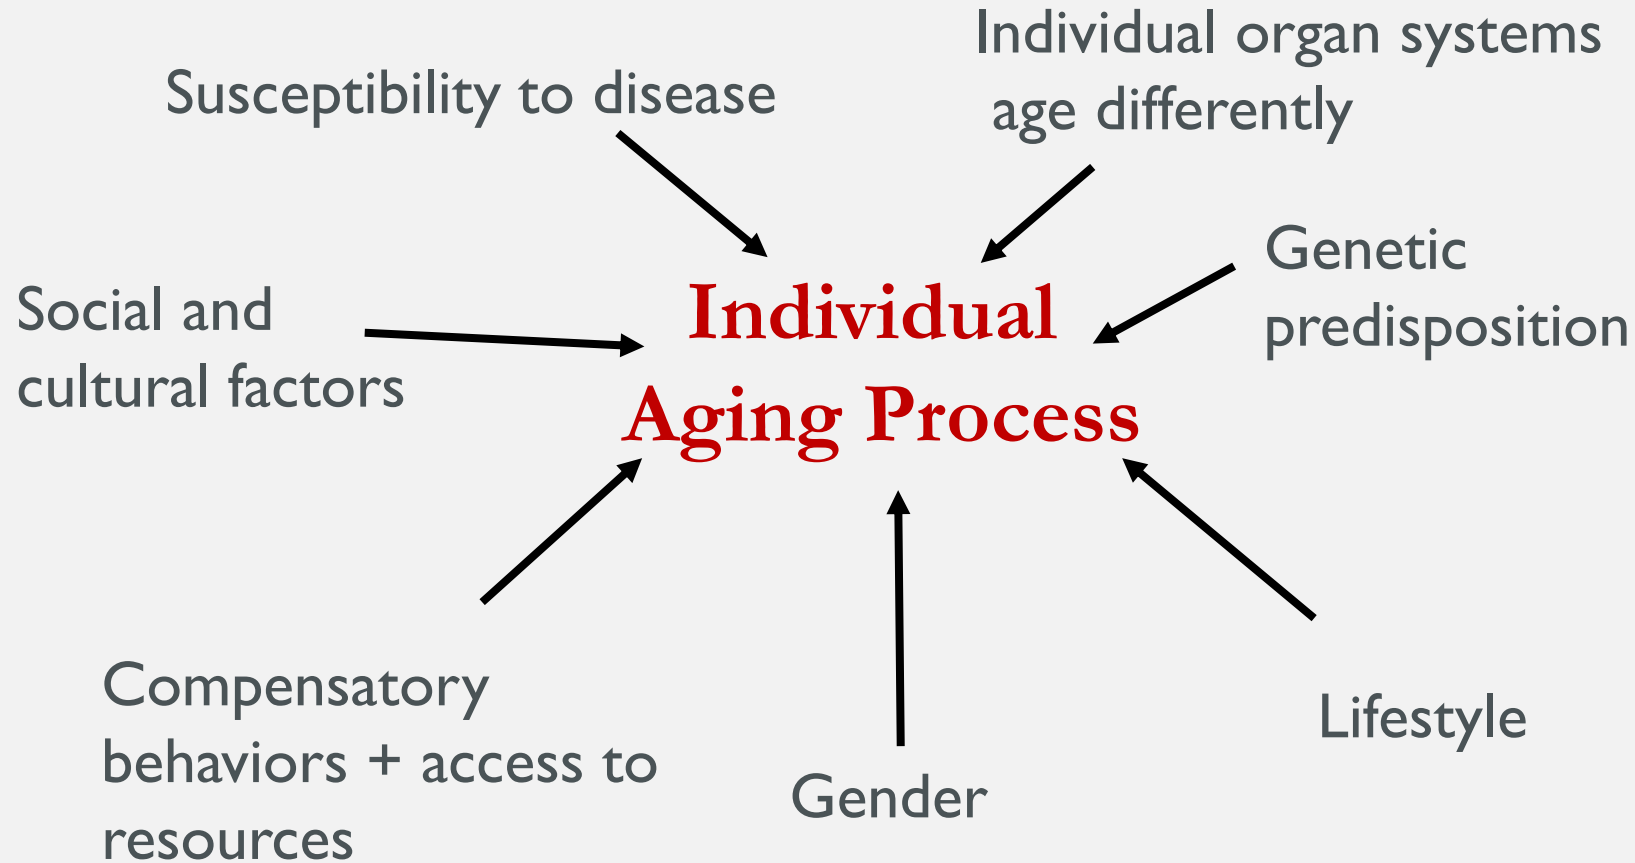 Individual organ systems
age differently
Susceptibility to disease
Genetic
predisposition
Social and
cultural factors
Individual
Aging Process
Compensatory
behaviors + access to
resources
Gender
Lifestyle